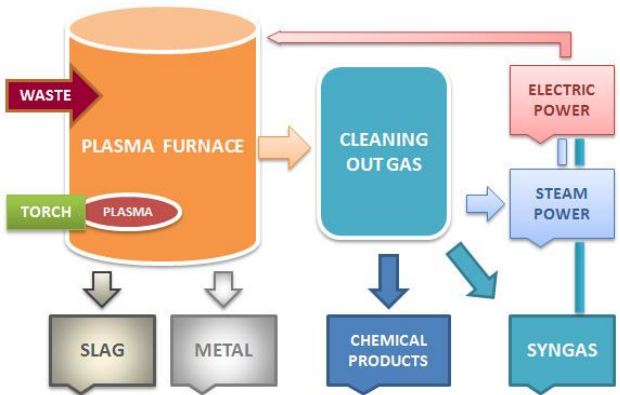 WASTE
PLASMA FURNACE
TORCH
PLASMA
CLEANING
OUT GAS
ELECTRIC
POWER
STEAM
POWER
SLAG
METAL
CHEMICAL
PRODUCTS
SYNGAS